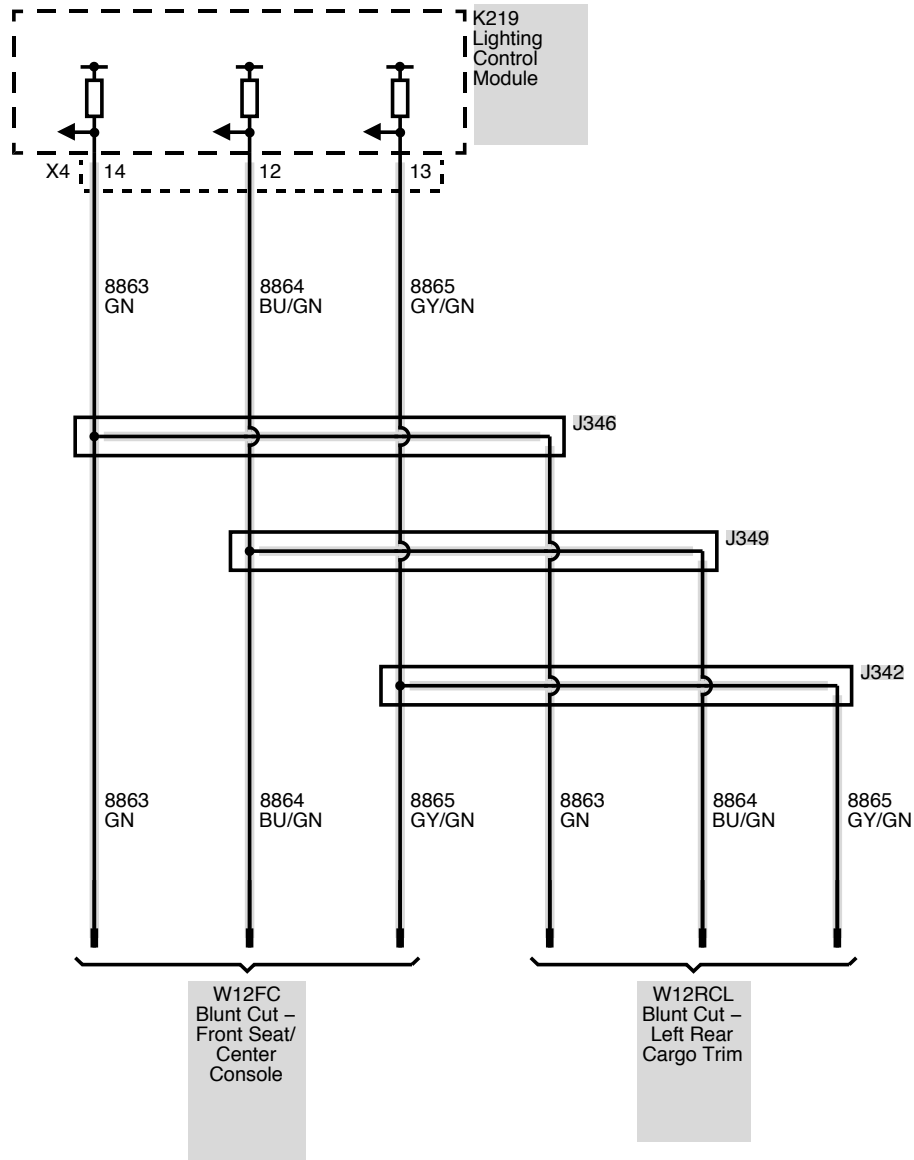 K219
Lighting
Control
Module
X4 14 12 13
8863
GN
8864
BU/GN
8865
GY/GN
J346
J349
J342
8863
GN
8864
BU/GN
8865
GY/GN
8863
GN
8864
BU/GN
8865
GY/GN
W12FC
Blunt Cut –
Front Seat/
Center
Console
W12RCL
Blunt Cut –
Left Rear
Cargo Trim